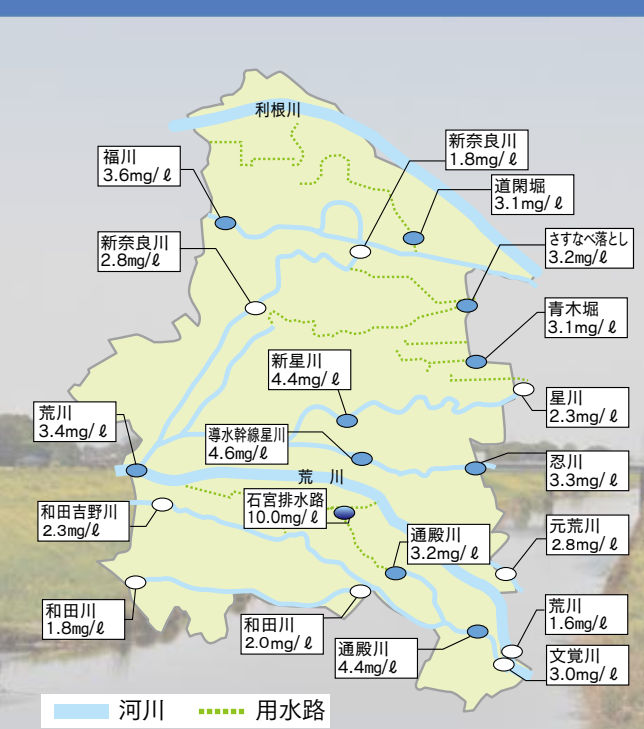 利根川
新奈良川
1.8mg/ℓ
福川
3.6mg/ℓ
道閑堀
3.1mg/ℓ
新奈良川
2.8mg/ℓ
さすなべ落とし
3.2mg/ℓ
青木堀
3.1mg/ℓ
新星川
4.4mg/ℓ
星川
2.3mg/ℓ
荒川
3.4mg/ℓ
導水幹線星川
4.6mg/ℓ
忍川
3.3mg/ℓ
荒 川
石宮排水路
10.0mg/ℓ
和田吉野川
2.3mg/ℓ
通殿川
3.2mg/ℓ
元荒川
2.8mg/ℓ
和田川
1.8mg/ℓ
和田川
2.0mg/ℓ
荒川
1.6mg/ℓ
通殿川
4.4mg/ℓ
文覚川
3.0mg/ℓ
河川
用水路